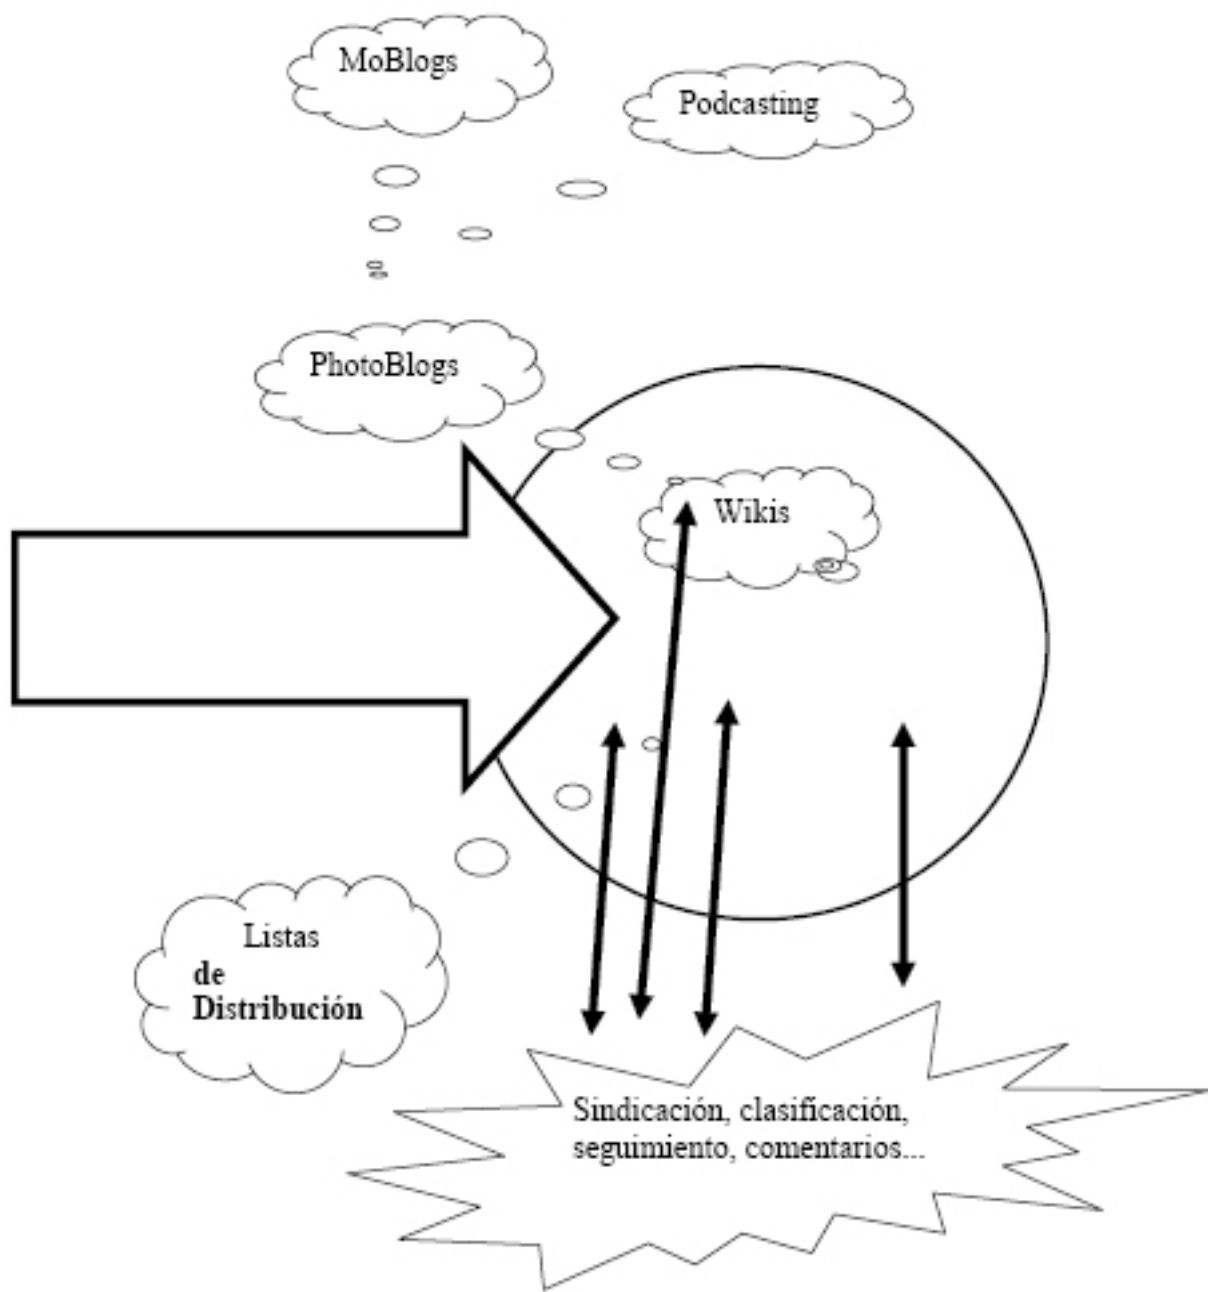 MoBlogs
Podcasting
PhotoBlogs
Wikis
Listas
de
Distribución
Sindicación, clasificación,
seguimiento, comentarios...